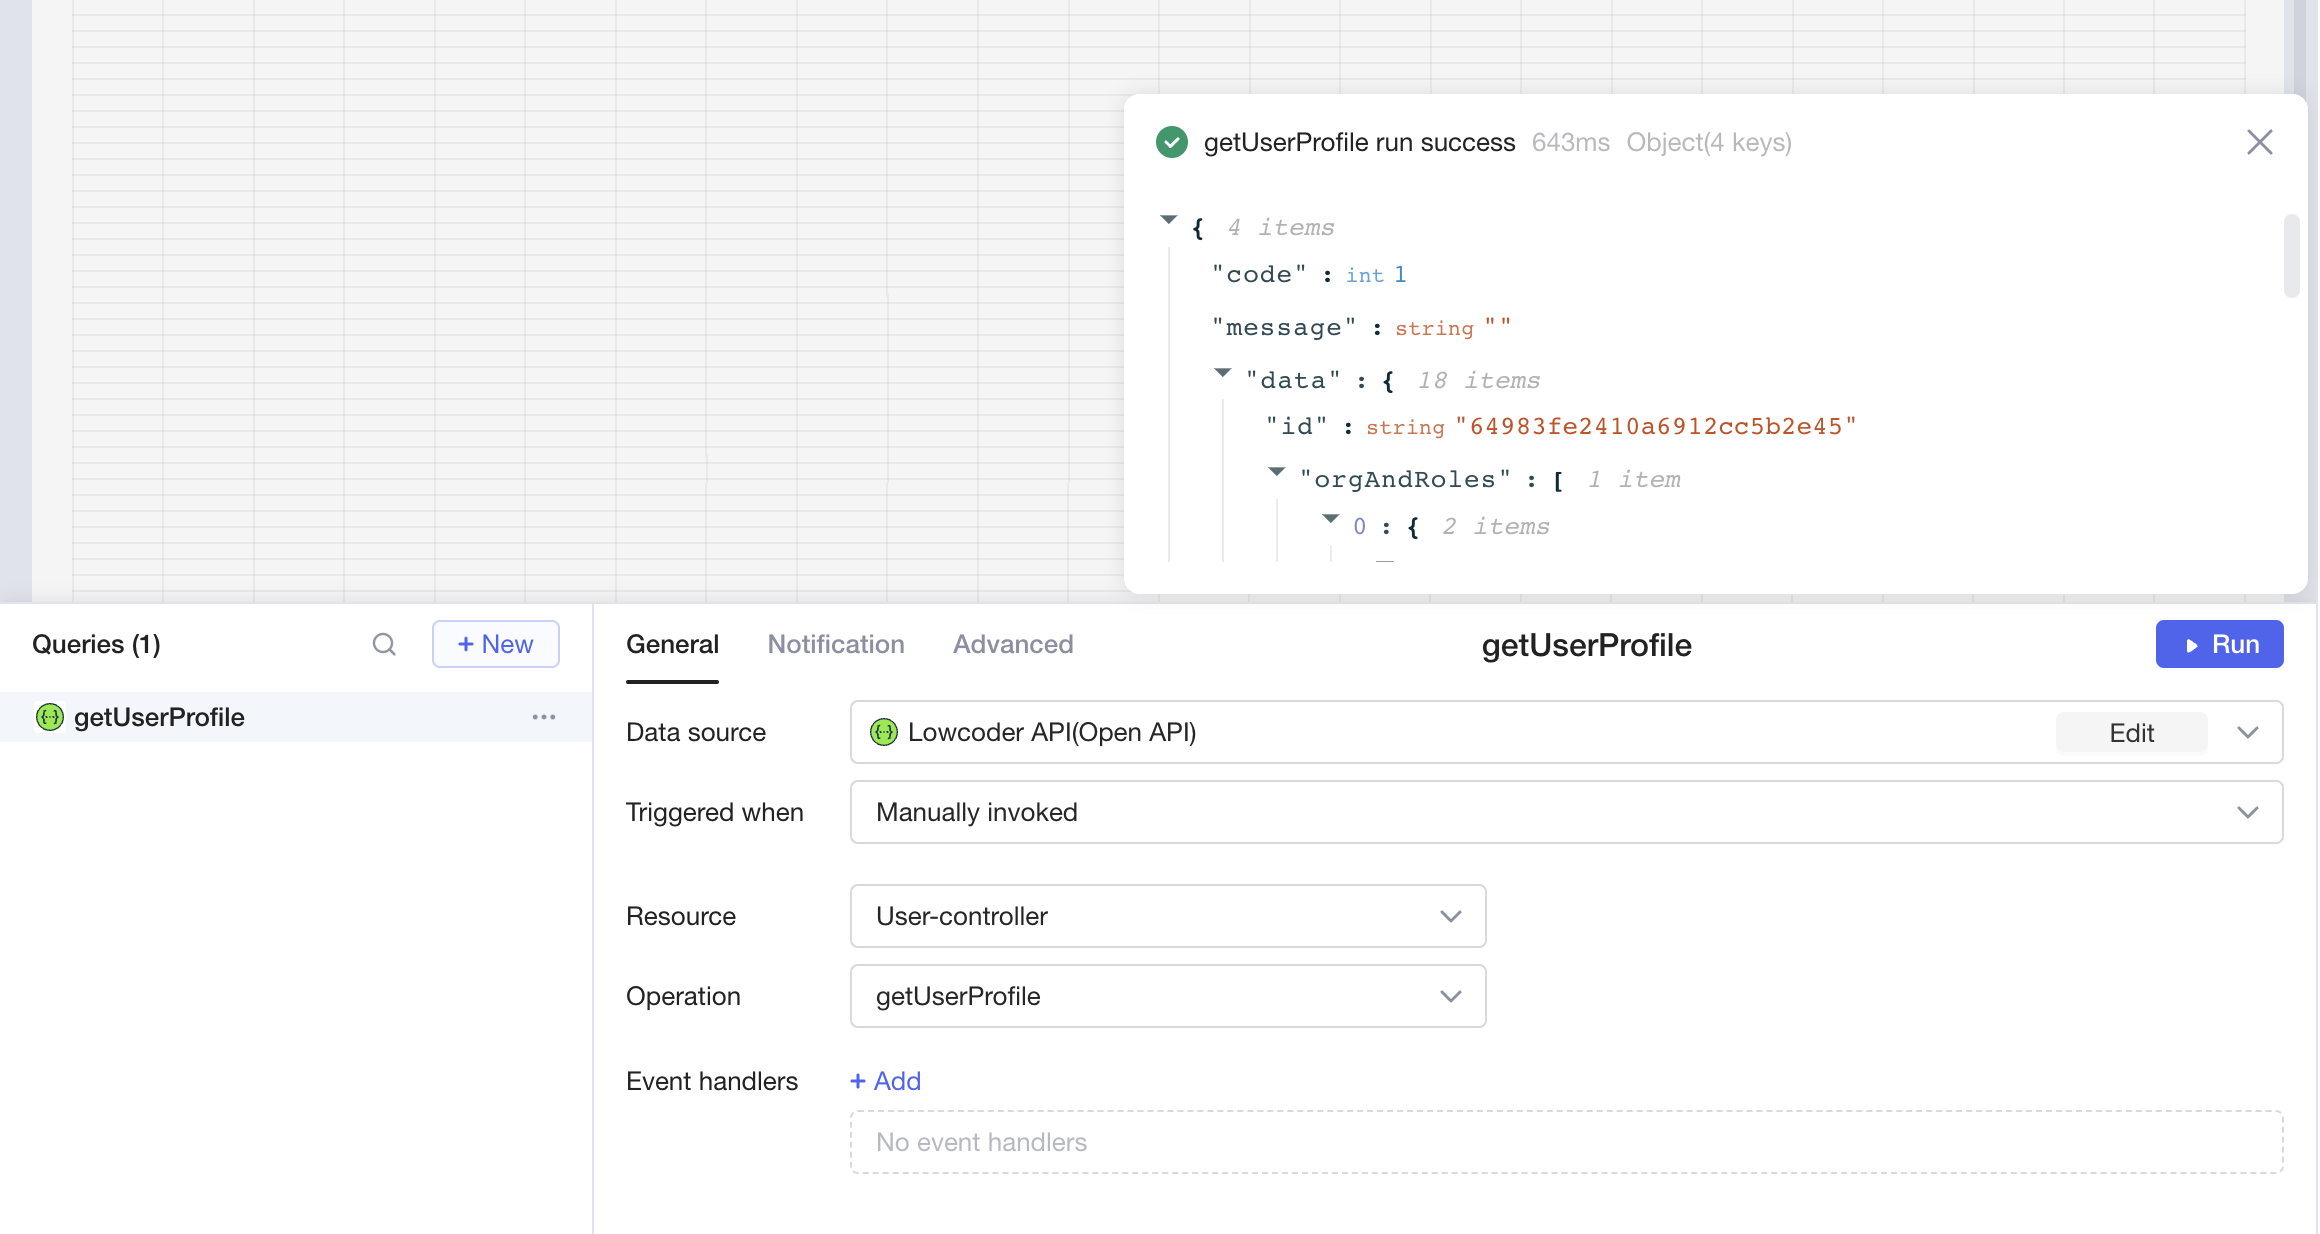 getUserProfile run success 643ms Object(4 keys)
{ 4 items
"code" : int 1
"message" : string ""
"data" : { 18 items
"id" : string "64983fe2410a6912cc5b2e45"
"orgAndRoles" : [ 1 item
0 : { 2 items
Queries (1)
+ New
getUserProfile
General Notification Advanced
getUserProfile
Run
Data source
Lowcoder API(Open API)
Edit
Triggered when
Manually invoked
Resource
User-controller
Operation
getUserProfile
Event handlers
+ Add
No event handlers